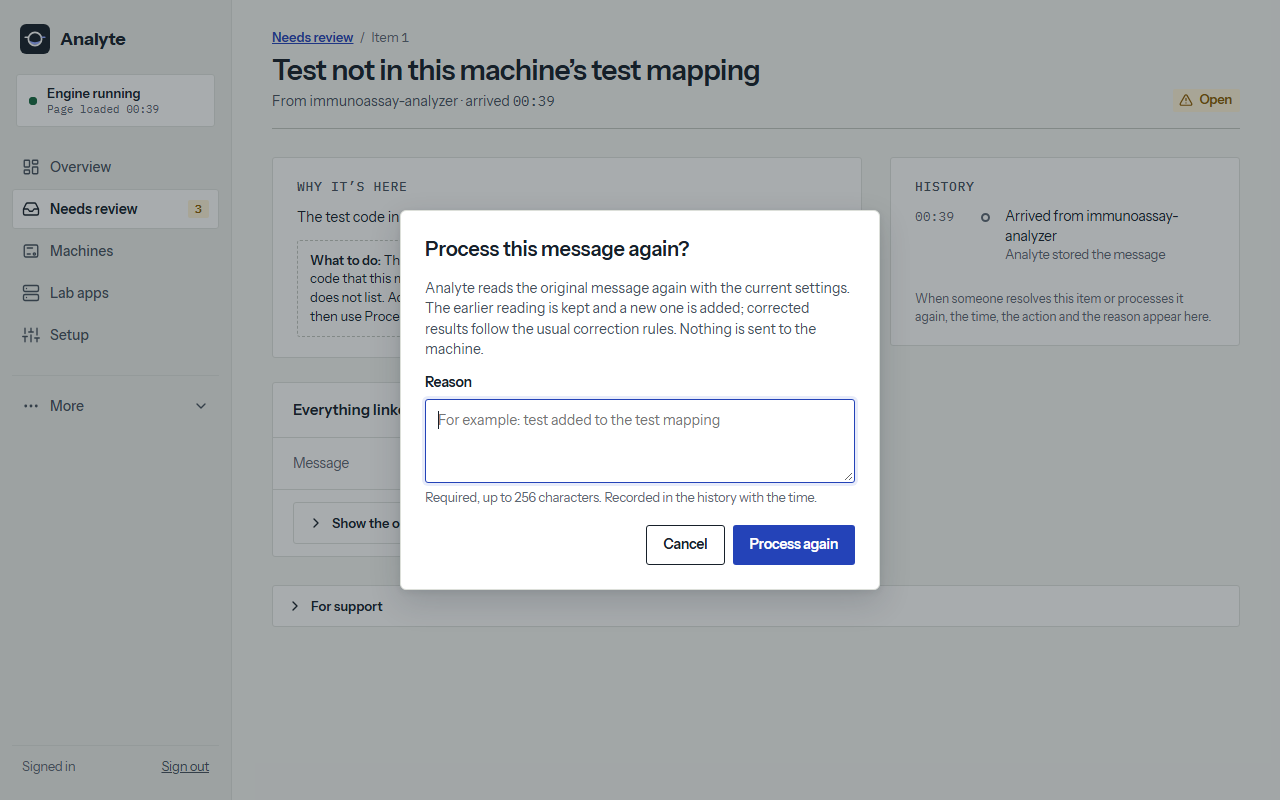 Analyte
Engine running
Page loaded 00:39
Overview
Needs review 3
Machines
Lab apps
Setup
More
Signed in Sign out
Needs review / Item 1
Test not in this machine’s test mapping
From immunoassay-analyzer · arrived 00:39
Open
WHY IT’S HERE
The test code in
What to do: Th
code that this m
does not list. Ac
then use Proce
HISTORY
00:39 Arrived from immunoassay-
analyzer
Analyte stored the message
When someone resolves this item or processes it
again, the time, the action and the reason appear here.
Everything link
Message
Show the o
For support
Process this message again?
Analyte reads the original message again with the current settings.
The earlier reading is kept and a new one is added; corrected
results follow the usual correction rules. Nothing is sent to the
machine.
Reason
For example: test added to the test mapping
Required, up to 256 characters. Recorded in the history with the time.
Cancel Process again